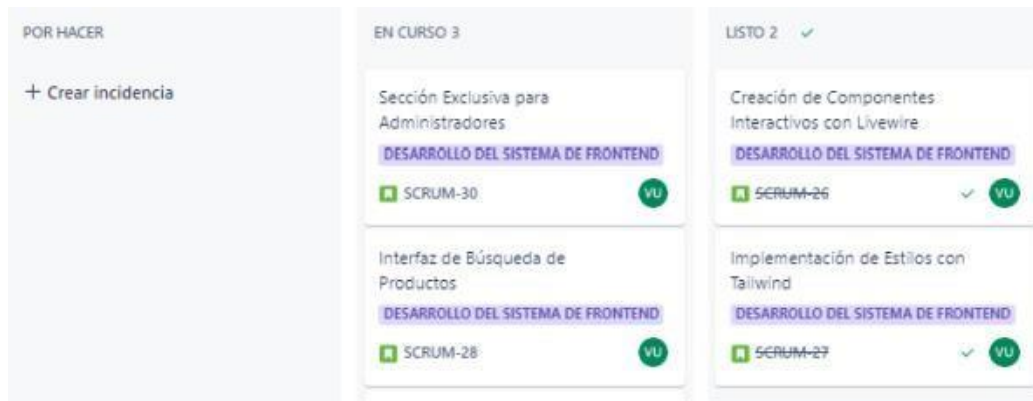 POR HACER
+ Crear incidencia
EN CURSO 3
Sección Exclusiva para
Administradores
DESARROLLO DEL SISTEMA DE FRONTEND
SCRUM-30
VU
Interfaz de Búsqueda de
Productos
DESARROLLO DEL SISTEMA DE FRONTEND
SCRUM-28
VU
LISTO 2
Creación de Componentes
Interactivos con Livewire
DESARROLLO DEL SISTEMA DE FRONTEND
SCRUM-26
VU
Implementación de Estilos con
Tailwind
DESARROLLO DEL SISTEMA DE FRONTEND
SCRUM-27
VU